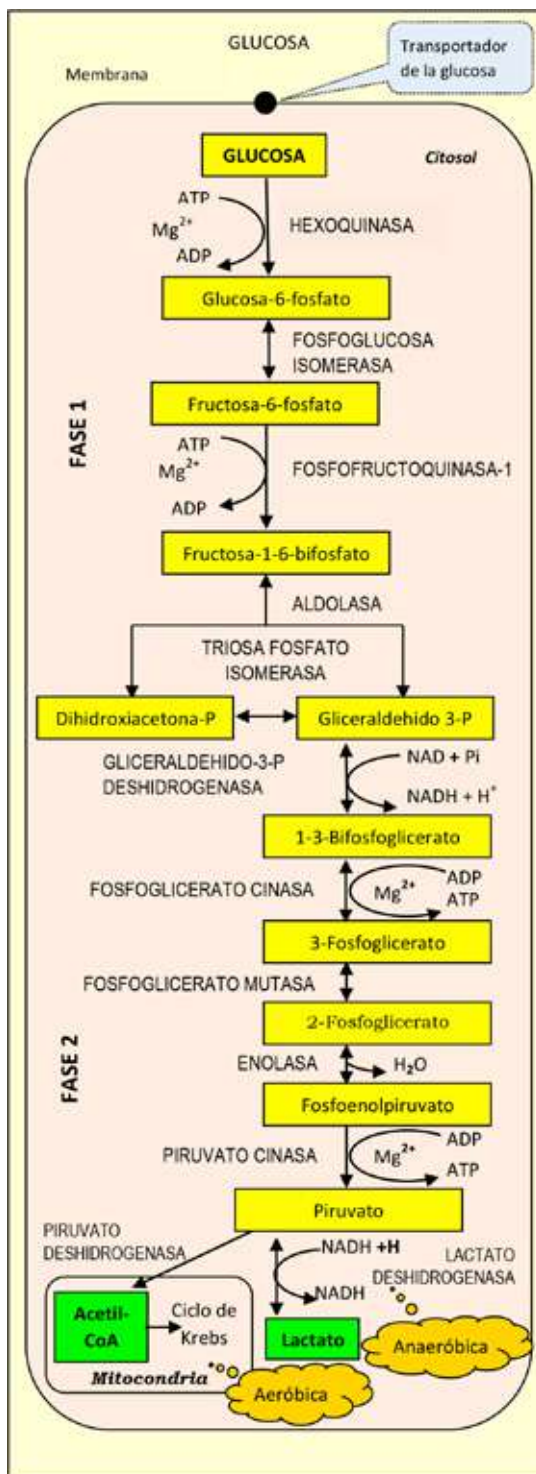 GLUCOSA
Transportador
de la glucosa
Membrana
GLUCOSA
Citosol
ATP
Mg2+
ADP
HEXOQUINASA
Glucosa-6-fosfato
FOSFOGLUCOSA
ISOMERASA
FASE 1
Fructosa-6-fosfato
ATP
Mg2+
ADP
FOSFOFRUCTOQUINASA-1
Fructosa-1-6-bifosfato
ALDOLASA
TRIOSA FOSFATO
ISOMERASA
Dihidroxiacetona-P
Gliceraldehido 3-P
GLICERALDEHIDO-3-P
DESHIDROGENASA
NAD + Pi
NADH + H+
1-3-Bifosfoglicerato
FOSFOGLICERATO CINASA
Mg2+
ADP
ATP
3-Fosfoglicerato
FOSFOGLICERATO MUTASA
2-Fosfoglicerato
FASE 2
ENOLASA
H2O
Fosfoenolpiruvato
PIRUVATO CINASA
Mg2+
ADP
ATP
Piruvato
PIRUVATO
DESHIDROGENASA
NADH +H
NADH
LACTATO
DESHIDROGENASA
Acetil-
CoA
Ciclo de
Krebs
Lactato
Anaeróbica
Mitocondria
Aeróbica